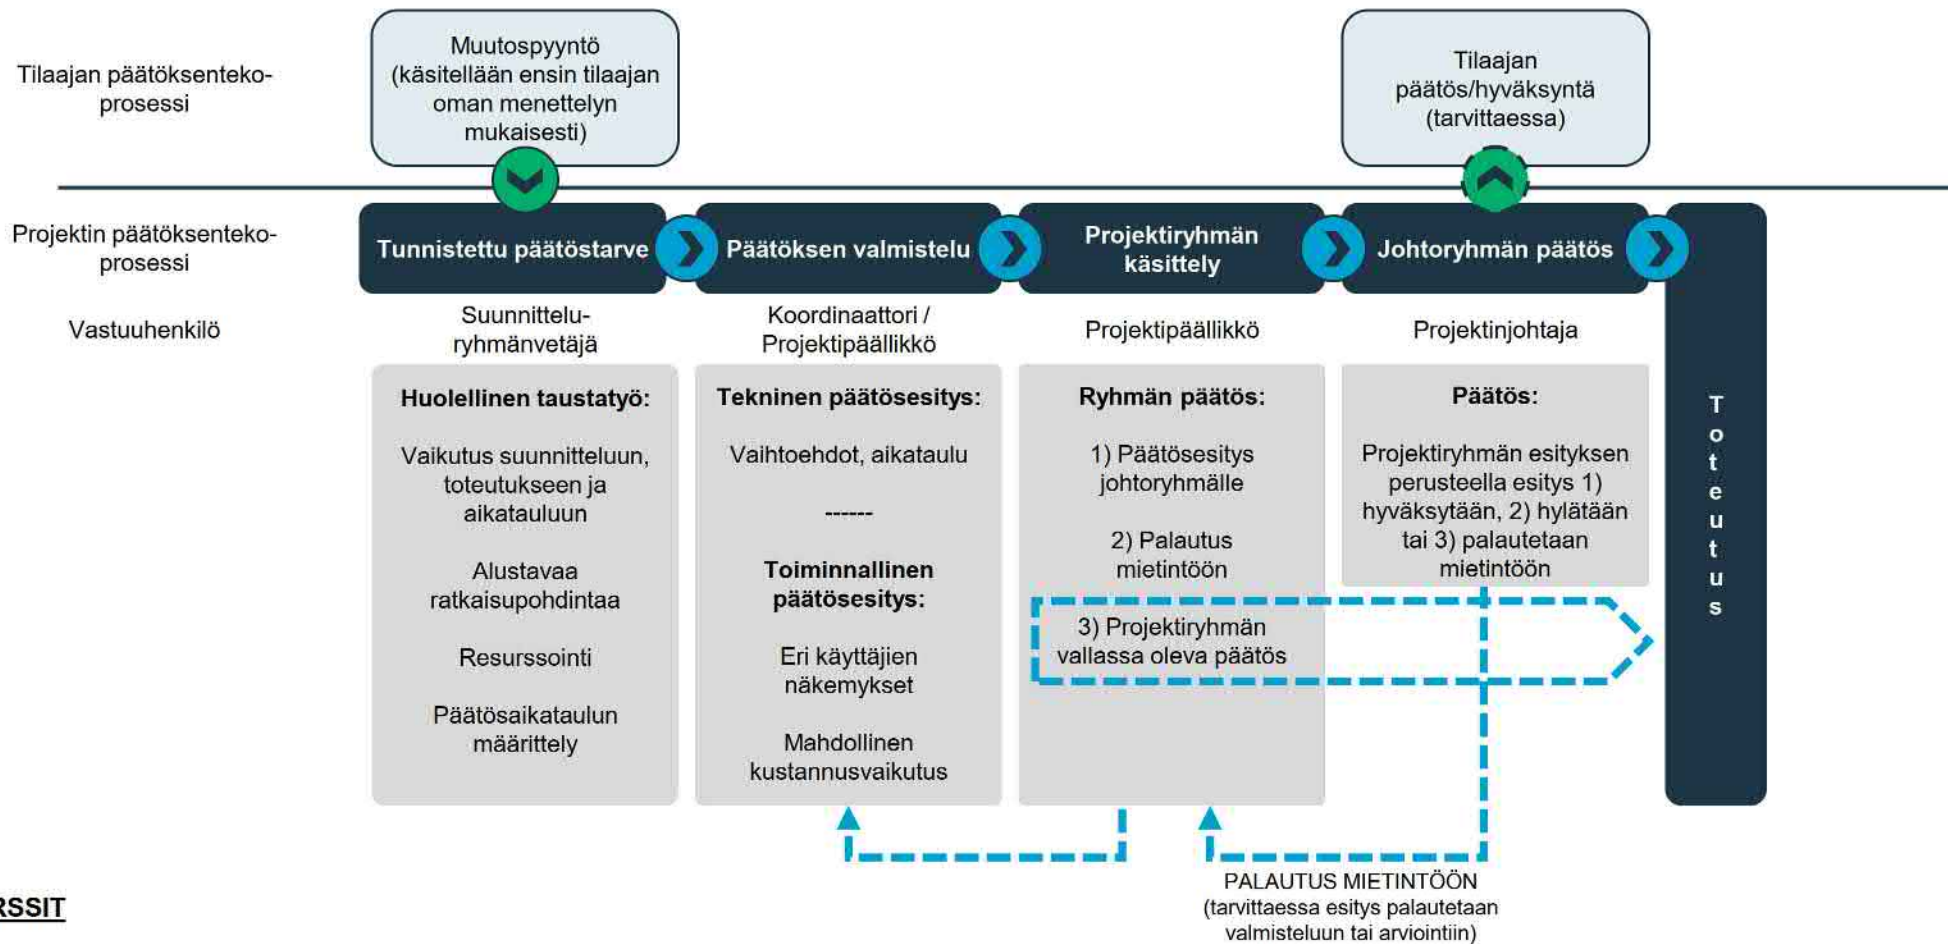 Tilaajan päätöksenteko-
prosessi
Muutospyyntö
(käsitellään ensin tilaajan
oman menettelyn
mukaisesti)
Tilaajan
päätös/hyväksyntä
(tarvittaessa)
Projektin päätöksenteko-
prosessi
Tunnistettu päätöstarve
Päätöksen valmistelu
Projektiryhmän
käsittely
Johtoryhmän päätös
Vastuuhenkilö
Suunnittelu-
ryhmänvetäjä
Koordinaattori /
Projektipäällikkö
Projektipäällikkö
Projektinjohtaja
Huolellinen taustatyö:
Vaikutus suunnitteluun,
toteutukseen ja
aikatauluun
Alustavaa
ratkaisupohdintaa
Resurssointi
Päätösaikataulun
määrittely
Tekninen päätösesitys:
Vaihtoehdot, aikataulu
------
Toiminnallinen
päätösesitys:
Eri käyttäjien
näkemykset
Mahdollinen
kustannusvaikutus
Ryhmän päätös:
1) Päätösesitys
johtoryhmälle
2) Palautus
mietintöön
3) Projektiryhmän
vallassa oleva päätös
Päätös:
Projektiryhmän esityksen
perusteella esitys 1)
hyväksytään, 2) hylätään
tai 3) palautetaan
mietintöön
Toteutus
PALAUTUS MIETINTÖÖN
(tarvittaessa esitys palautetaan
valmisteluun tai arviointiin)
RSSIT